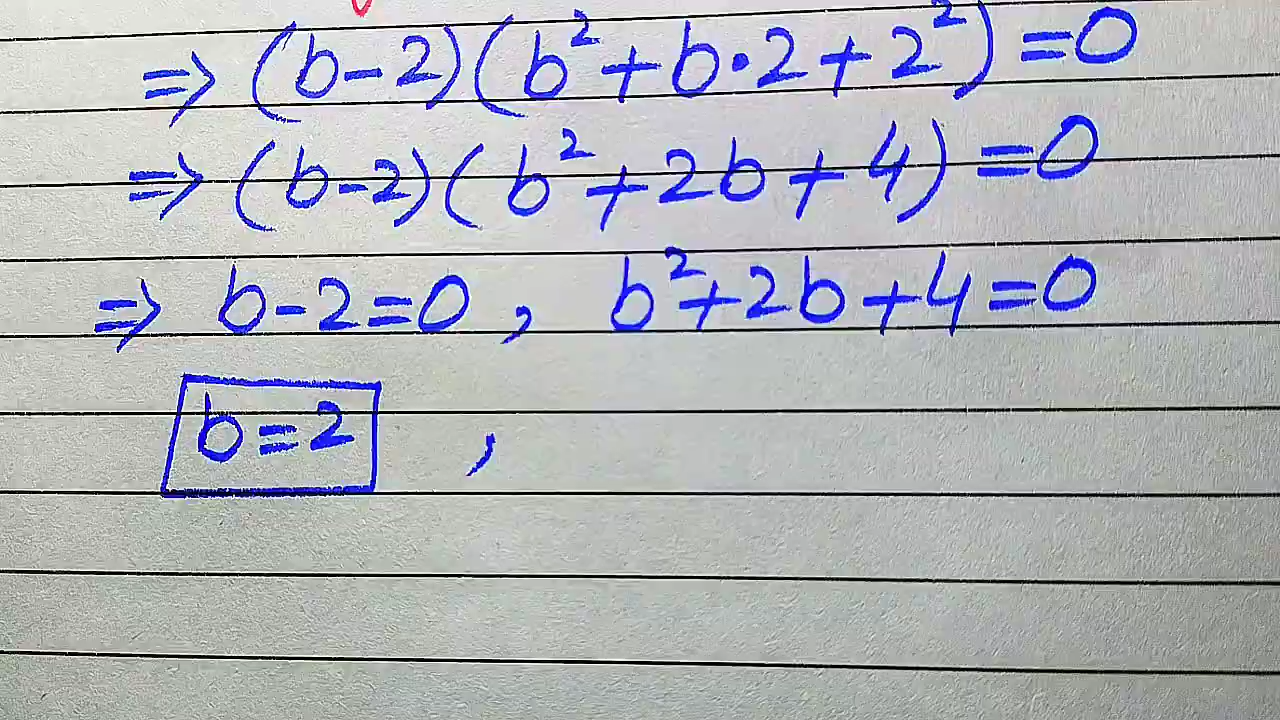 ⇒ (b-2)(b²+b·2+2²)=0
⇒ (b-2)(b²+2b+4)=0
⇒ b-2=0 , b²+2b+4=0
b=2 ,